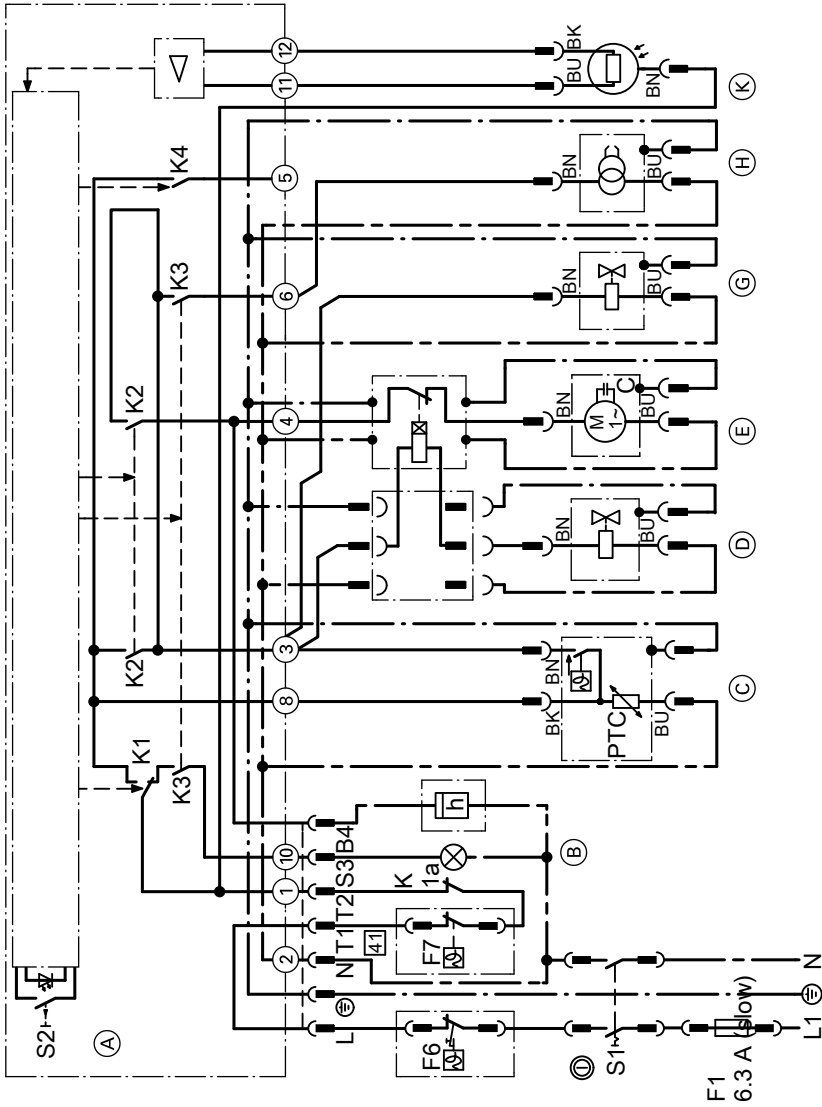 S2
A
K1
K2
K2
K3
K3
K4
2
1
10
8
3
4
6
5
11
12
L
N
T1
T2
S3
B4
41
F6
F7
K
1a
h
B
BK
BN
PTC
BU
C
BN
BU
D
BN
M
1~
C
BU
E
BN
BU
G
BN
BU
H
BU
BK
BN
K
S1
F1
6.3 A (slow)
L1
N